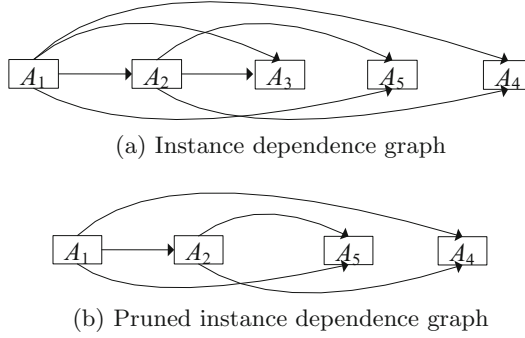 A1 A2 A3 A5 A4
(a) Instance dependence graph
A1 A2 A5 A4
(b) Pruned instance dependence graph